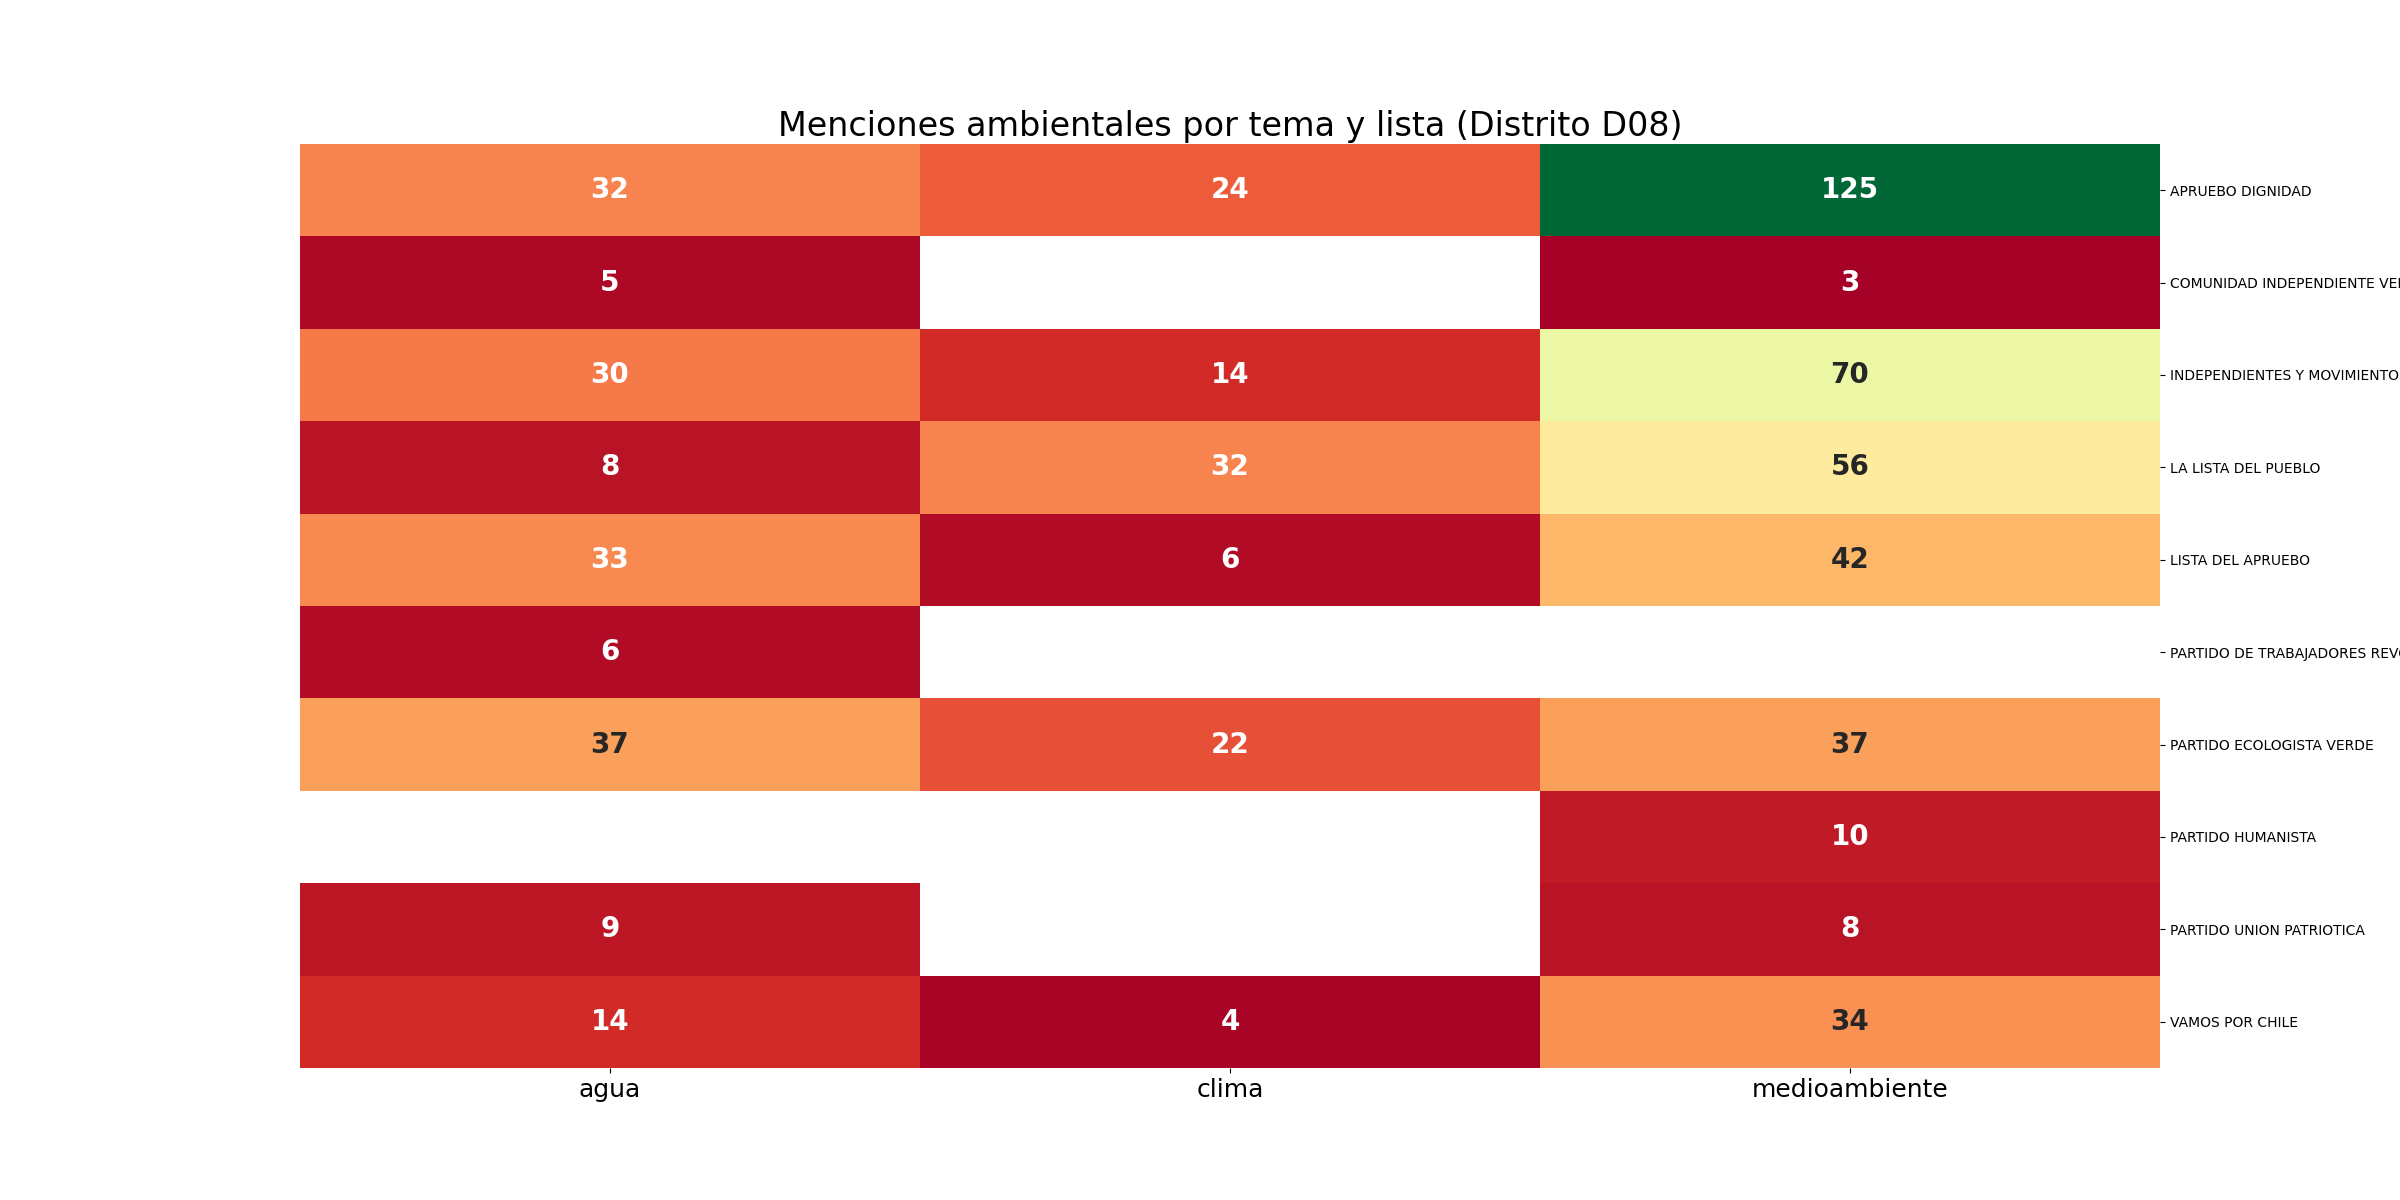 Menciones ambientales por tema y lista (Distrito D08)
32 24 125 APRUEBO DIGNIDAD
5 3 COMUNIDAD INDEPENDIENTE
30 14 70 INDEPENDIENTES Y MOVIMIENTO
8 32 56 LA LISTA DEL PUEBLO
33 6 42 LISTA DEL APRUEBO
6 PARTIDO DE TRABAJADORES
37 22 37 PARTIDO ECOLOGISTA VERDE
10 PARTIDO HUMANISTA
9 8 PARTIDO UNION PATRIOTICA
14 4 34 VAMOS POR CHILE
agua clima medioambiente